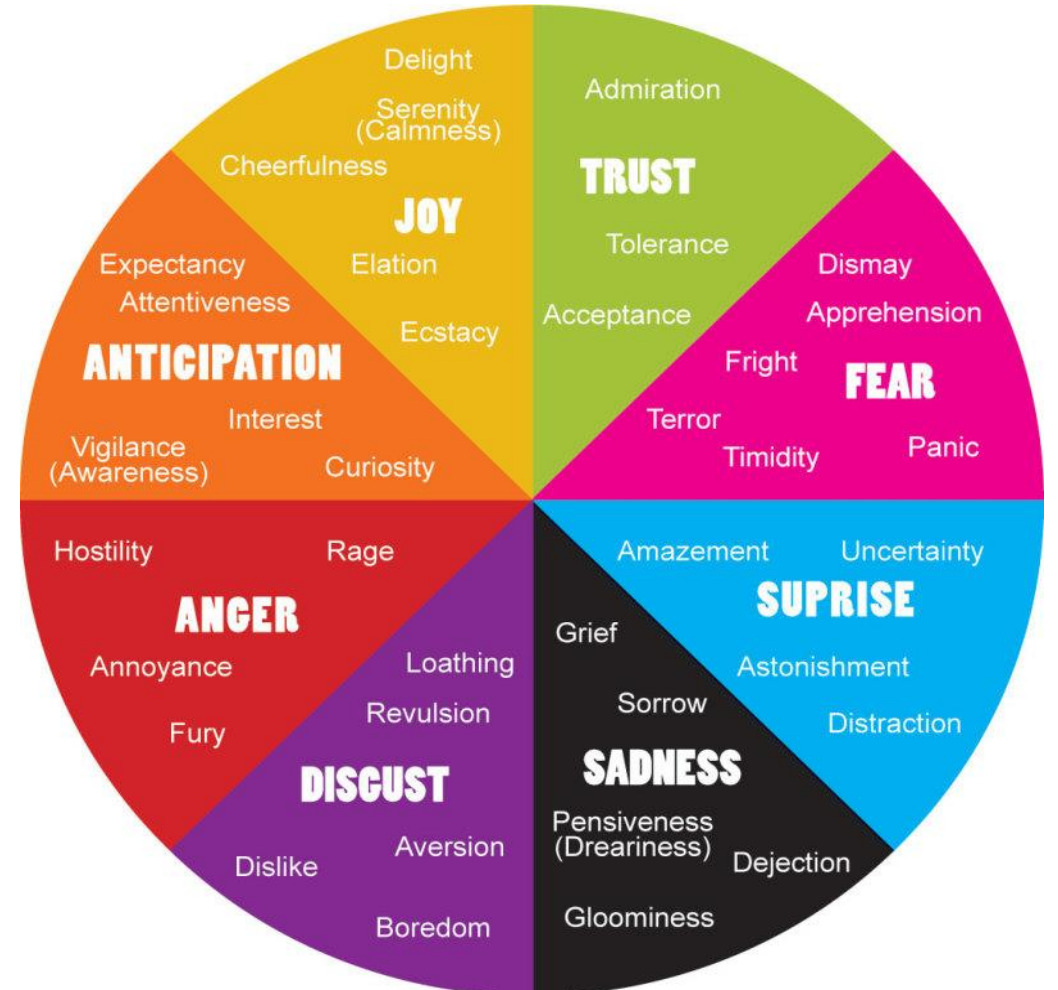 Delight
Serenity
(Calmness)
Cheerfulness
JOY
Elation
Ecstacy
Admiration
TRUST
Tolerance
Acceptance
Dismay
Apprehension
Fright
FEAR
Terror
Timidity
Panic
Amazement
Uncertainty
SUPRISE
Astonishment
Distraction
Grief
Sorrow
SADNESS
Pensiveness
(Dreariness)
Dejection
Gloominess
Loathing
Revulsion
DISGUST
Aversion
Dislike
Boredom
Hostility
Rage
ANGER
Annoyance
Fury
Expectancy
Attentiveness
ANTICIPATION
Interest
Vigilance
(Awareness)
Curiosity